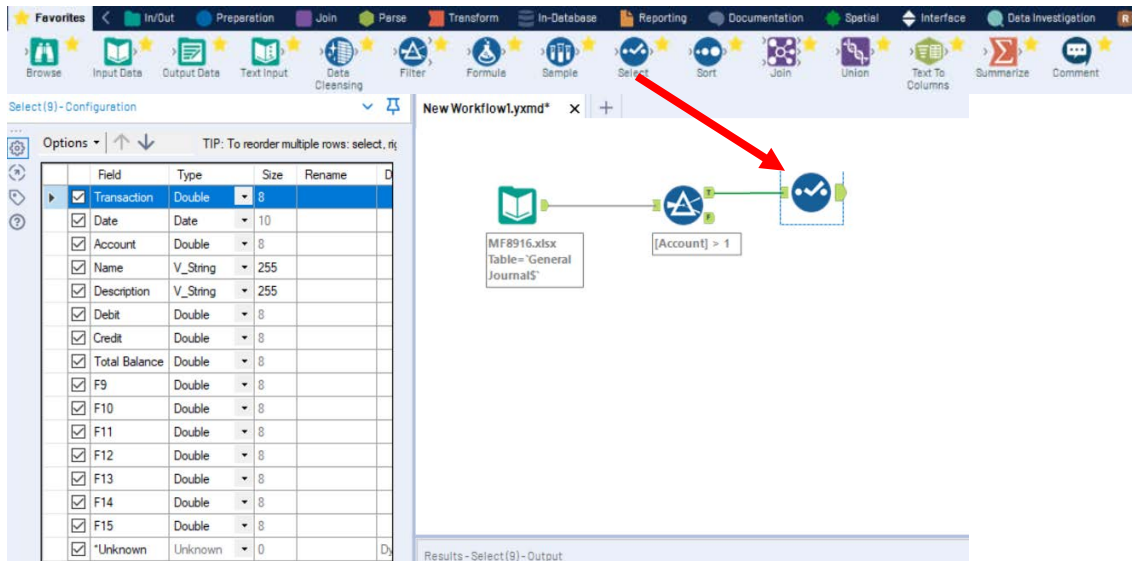 Favorites < In/Out Preparation Join Parse Transform In-Database Reporting Documentation Spatial Interface Data Investigation R
Browse Input Data Output Data Text Input Data Cleansing Filter Formula Sample Select Sort Join Union Text To Columns Summarize Comment
Select (9) - Configuration
New Workflow1.yxmd* × +
Options TIP: To reorder multiple rows: select, rig
Field Type Size Rename D
Transaction Double 8
Date Date 10
Account Double 8
Name V_String 255
Description V_String 255
Debit Double 8
Credit Double 8
Total Balance Double 8
F9 Double 8
F10 Double 8
F11 Double 8
F12 Double 8
F13 Double 8
F14 Double 8
F15 Double 8
*Unknown Unknown 0 Dy
T
F
MF8916.xlsx
Table=`General
Journal$`
[Account] > 1
Results - Select (9) - Output